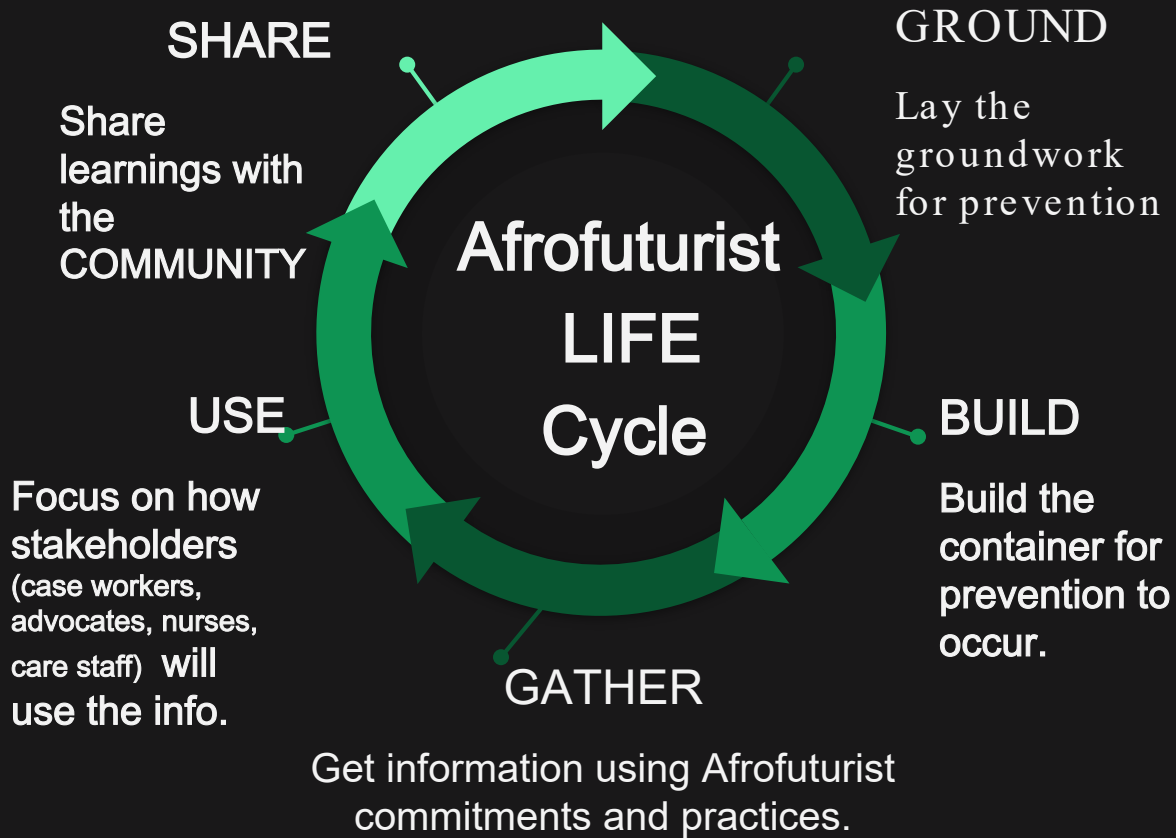 Afrofuturist
LIFE
Cycle
GROUND
Lay the
groundwork
for prevention
BUILD
Build the
container for
prevention to
occur.
GATHER
Get information using Afrofuturist
commitments and practices.
USE
Focus on how
stakeholders
(case workers,
advocates, nurses,
care staff) will
use the info.
SHARE
Share
learnings with
the
COMMUNITY